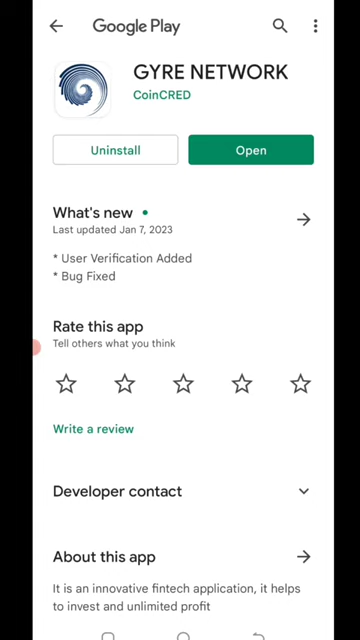 Google Play
GYRE NETWORK
CoinCRED
Uninstall
Open
What's new
Last updated Jan 7, 2023
* User Verification Added
* Bug Fixed
Rate this app
Tell others what you think
Write a review
Developer contact
About this app
It is an innovative fintech application, it helps
to invest and unlimited profit